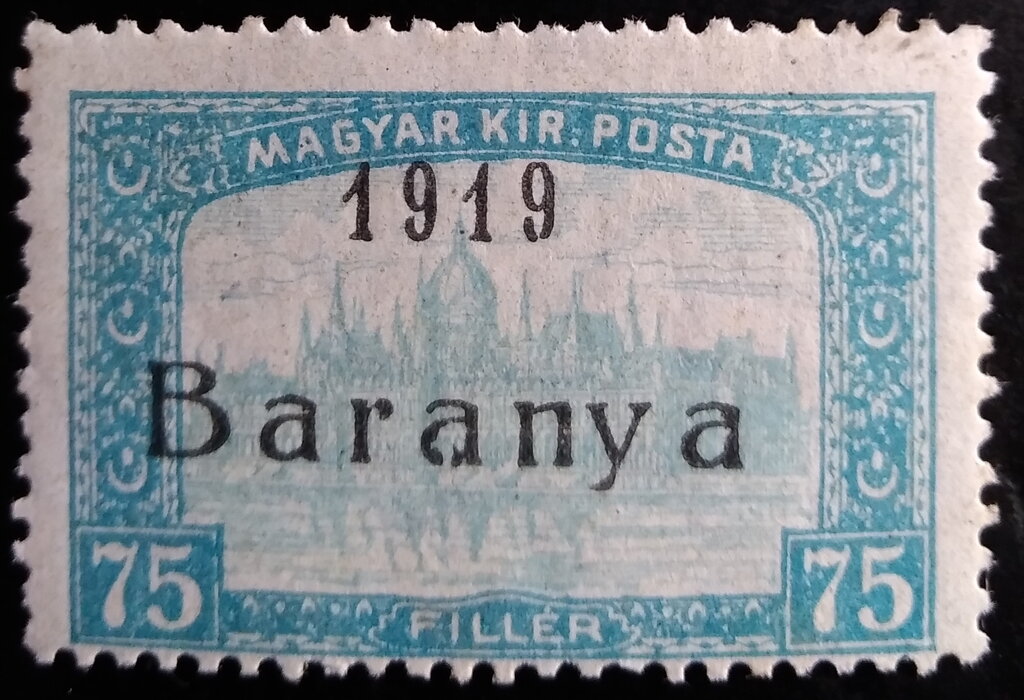 MAGYAR KIR. POSTA
1919
Baranya
75 75
FILLÉR